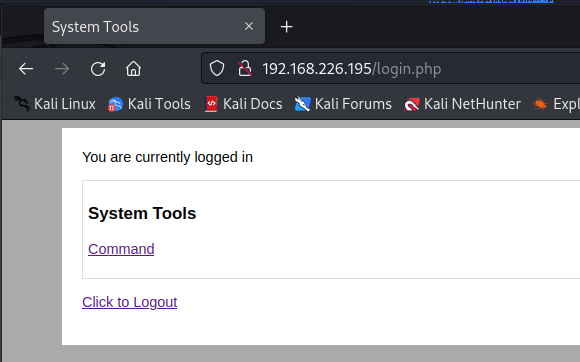 System Tools
192.168.226.195/login.php
Kali Linux Kali Tools Kali Docs Kali Forums Kali NetHunter Expl
You are currently logged in
System Tools
Command
Click to Logout